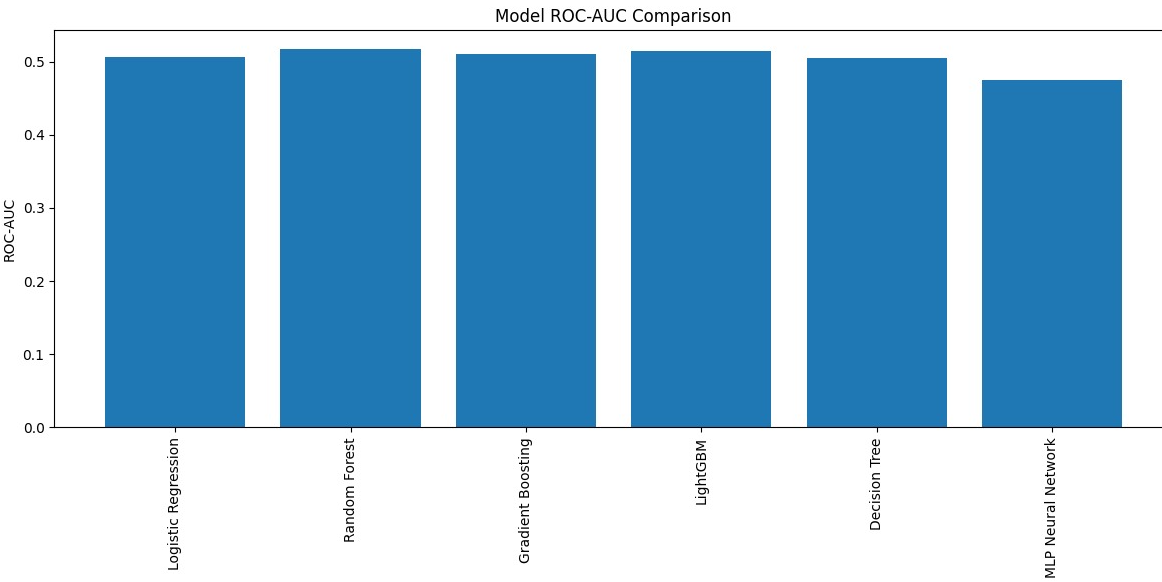 Model ROC-AUC Comparison
ROC-AUC
0.5
0.4
0.3
0.2
0.1
0.0
Logistic Regression
Random Forest
Gradient Boosting
LightGBM
Decision Tree
MLP Neural Network